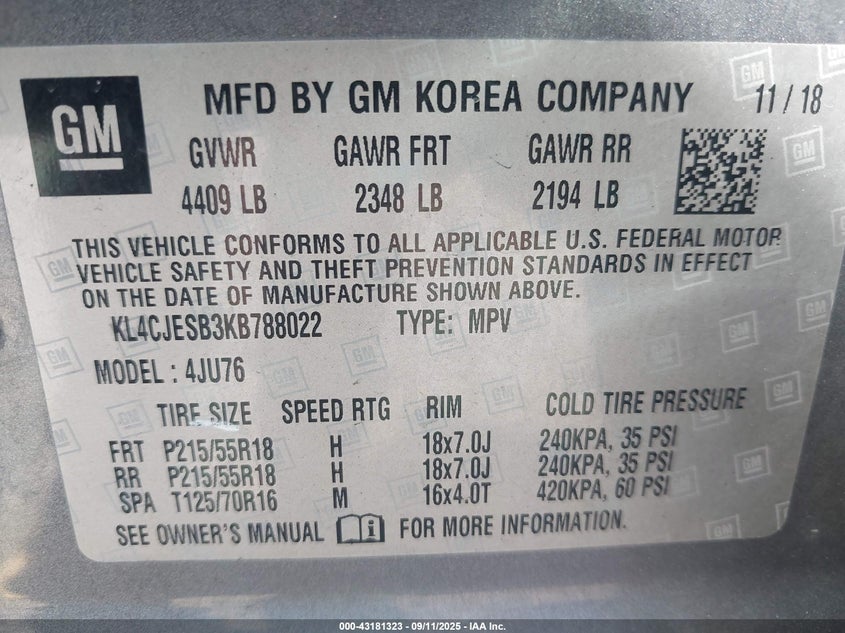 GM
MFD BY GM KOREA COMPANY 11 / 18
GVWR GAWR FRT GAWR RR
4409 LB 2348 LB 2194 LB
THIS VEHICLE CONFORMS TO ALL APPLICABLE U.S. FEDERAL MOTOR
VEHICLE SAFETY AND THEFT PREVENTION STANDARDS IN EFFECT
ON THE DATE OF MANUFACTURE SHOWN ABOVE.
KL4CJESB3KB788022 TYPE: MPV
MODEL : 4JU76
TIRE SIZE SPEED RTG RIM COLD TIRE PRESSURE
FRT P215/55R18 H 18x7.0J 240KPA, 35 PSI
RR P215/55R18 H 18x7.0J 240KPA, 35 PSI
SPA T125/70R16 M 16x4.0T 420KPA, 60 PSI
SEE OWNER'S MANUAL FOR MORE INFORMATION.
000-43181323 - 09/11/2025 - IAA Inc.